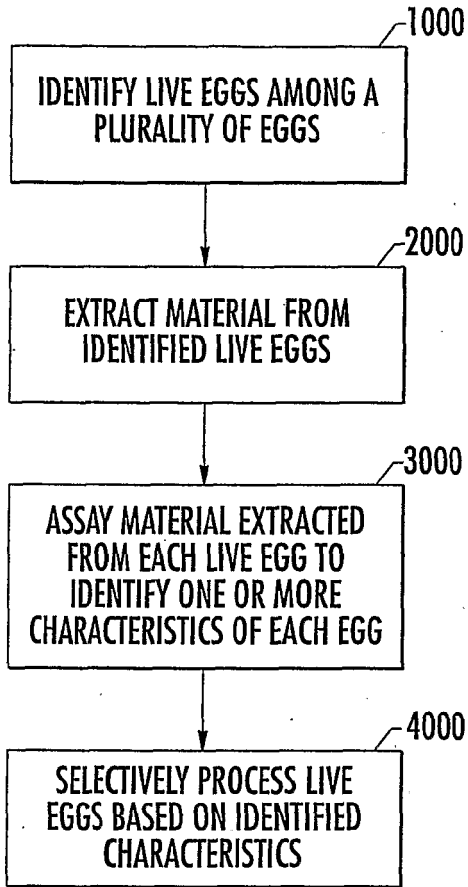 1000
IDENTIFY LIVE EGGS AMONG A
PLURALITY OF EGGS
2000
EXTRACT MATERIAL FROM
IDENTIFIED LIVE EGGS
3000
ASSAY MATERIAL EXTRACTED
FROM EACH LIVE EGG TO
IDENTIFY ONE OR MORE
CHARACTERISTICS OF EACH EGG
4000
SELECTIVELY PROCESS LIVE
EGGS BASED ON IDENTIFIED
CHARACTERISTICS